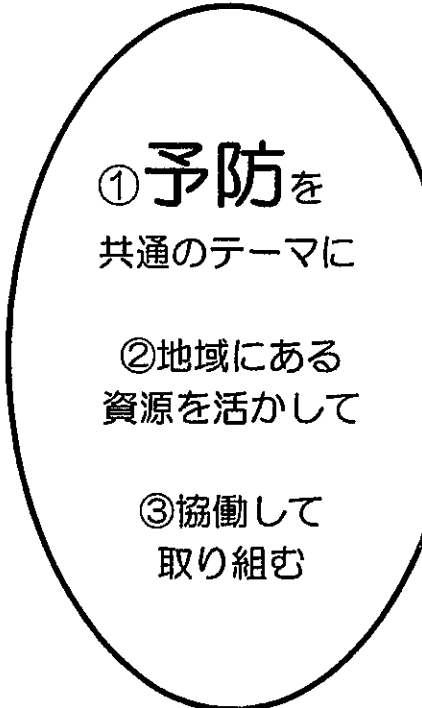 ①予防を
共通のテーマに
②地域にある
資源を活かして
③協働して
取り組む